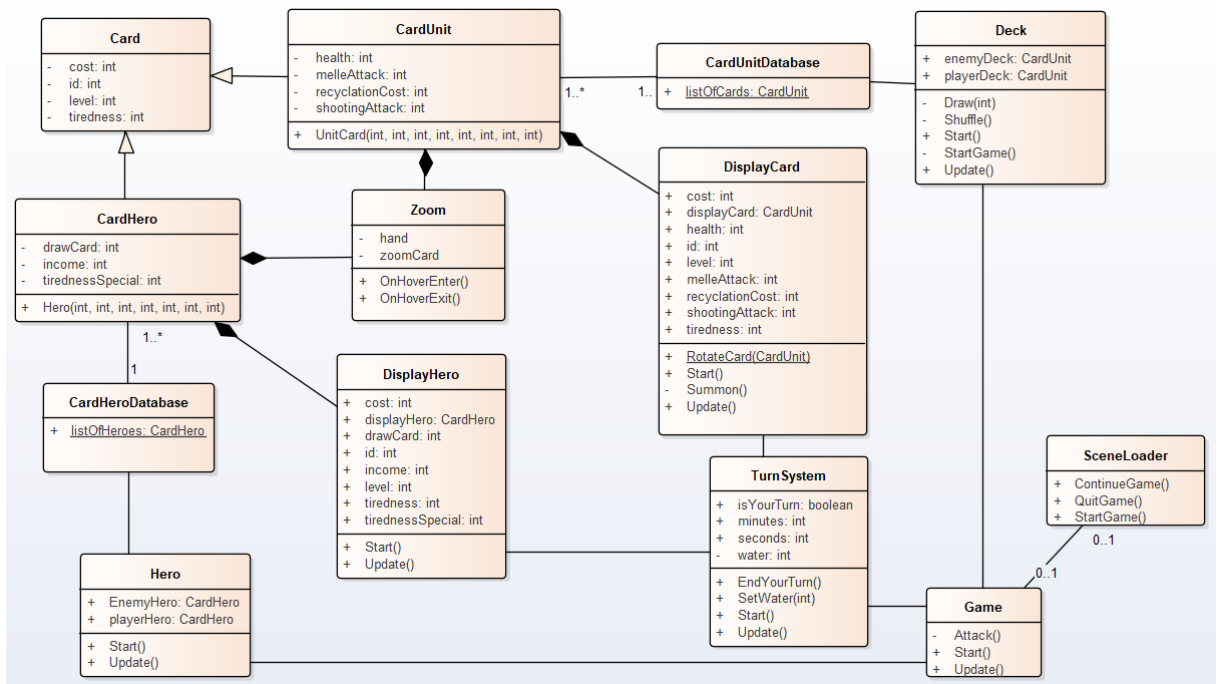 Card
- cost: int
- id: int
- level: int
- tiredness: int
CardUnit
- health: int
- melleAttack: int
- recyclationCost: int
- shootingAttack: int
+ UnitCard(int, int, int, int, int, int, int, int)
1..*
1..
CardUnitDatabase
+ listOfCards: CardUnit
Deck
+ enemyDeck: CardUnit
+ playerDeck: CardUnit
- Draw(int)
- Shuffle()
+ Start()
- StartGame()
+ Update()
CardHero
- drawCard: int
- income: int
- tirednessSpecial: int
+ Hero(int, int, int, int, int, int, int)
1..*
1
Zoom
- hand
- zoomCard
+ OnHoverEnter()
+ OnHoverExit()
DisplayCard
+ cost: int
+ displayCard: CardUnit
+ health: int
+ id: int
+ level: int
+ melleAttack: int
+ recyclationCost: int
+ shootingAttack: int
+ tiredness: int
+ RotateCard(CardUnit)
+ Start()
- Summon()
+ Update()
CardHeroDatabase
+ listOfHeroes: CardHero
DisplayHero
+ cost: int
+ displayHero: CardHero
+ drawCard: int
+ id: int
+ income: int
+ level: int
+ tiredness: int
+ tirednessSpecial: int
+ Start()
+ Update()
TurnSystem
+ isYourTurn: boolean
+ minutes: int
+ seconds: int
- water: int
+ EndYourTurn()
+ SetWater(int)
+ Start()
+ Update()
SceneLoader
+ ContinueGame()
+ QuitGame()
+ StartGame()
0..1
0..1
Hero
+ EnemyHero: CardHero
+ playerHero: CardHero
+ Start()
+ Update()
Game
- Attack()
+ Start()
+ Update()